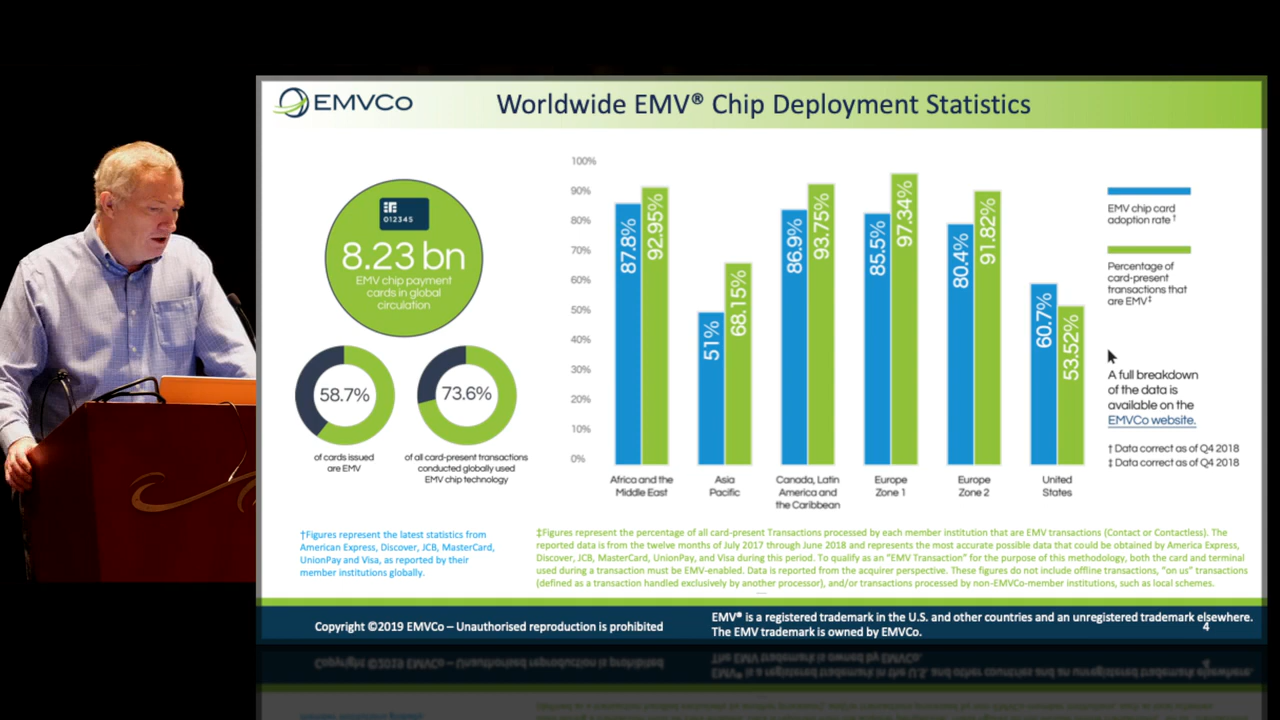 EMVCo
Worldwide EMV® Chip Deployment Statistics
012345
8.23 bn
EMV chip payment
cards in global
circulation
58.7%
of cards issued
are EMV
73.6%
of all card-present transactions
conducted globally used
EMV chip technology
100%
90%
80%
70%
60%
50%
40%
30%
20%
10%
0%
87.8%
92.95%
51%
68.15%
86.9%
93.75%
85.5%
97.34%
80.4%
91.82%
60.7%
53.52%
Africa and the
Middle East
Asia
Pacific
Canada, Latin
America and
the Caribbean
Europe
Zone 1
Europe
Zone 2
United
States
EMV chip card
adoption rate †
Percentage of
card-present
transactions that
are EMV‡
A full breakdown
of the data is
available on the
EMVCo website.
† Data correct as of Q4 2018
‡ Data correct as of Q4 2018
†Figures represent the latest statistics from
American Express, Discover, JCB, MasterCard,
UnionPay and Visa, as reported by their
member institutions globally.
‡Figures represent the percentage of all card-present Transactions processed by each member institution that are EMV transactions (Contact or Contactless). The
reported data is from the twelve months of July 2017 through June 2018 and represents the most accurate possible data that could be obtained by America Express,
Discover, JCB, MasterCard, UnionPay, and Visa during this period. To qualify as an “EMV Transaction” for the purpose of this methodology, both the card and terminal
used during a transaction must be EMV-enabled. Data is reported from the acquirer perspective. These figures do not include offline transactions, “on us” transactions
(defined as a transaction handled exclusively by another processor), and/or transactions processed by non-EMVCo-member institutions, such as local schemes.
Copyright ©2019 EMVCo – Unauthorised reproduction is prohibited
EMV® is a registered trademark in the U.S. and other countries and an unregistered trademark elsewhere.
The EMV trademark is owned by EMVCo.
4